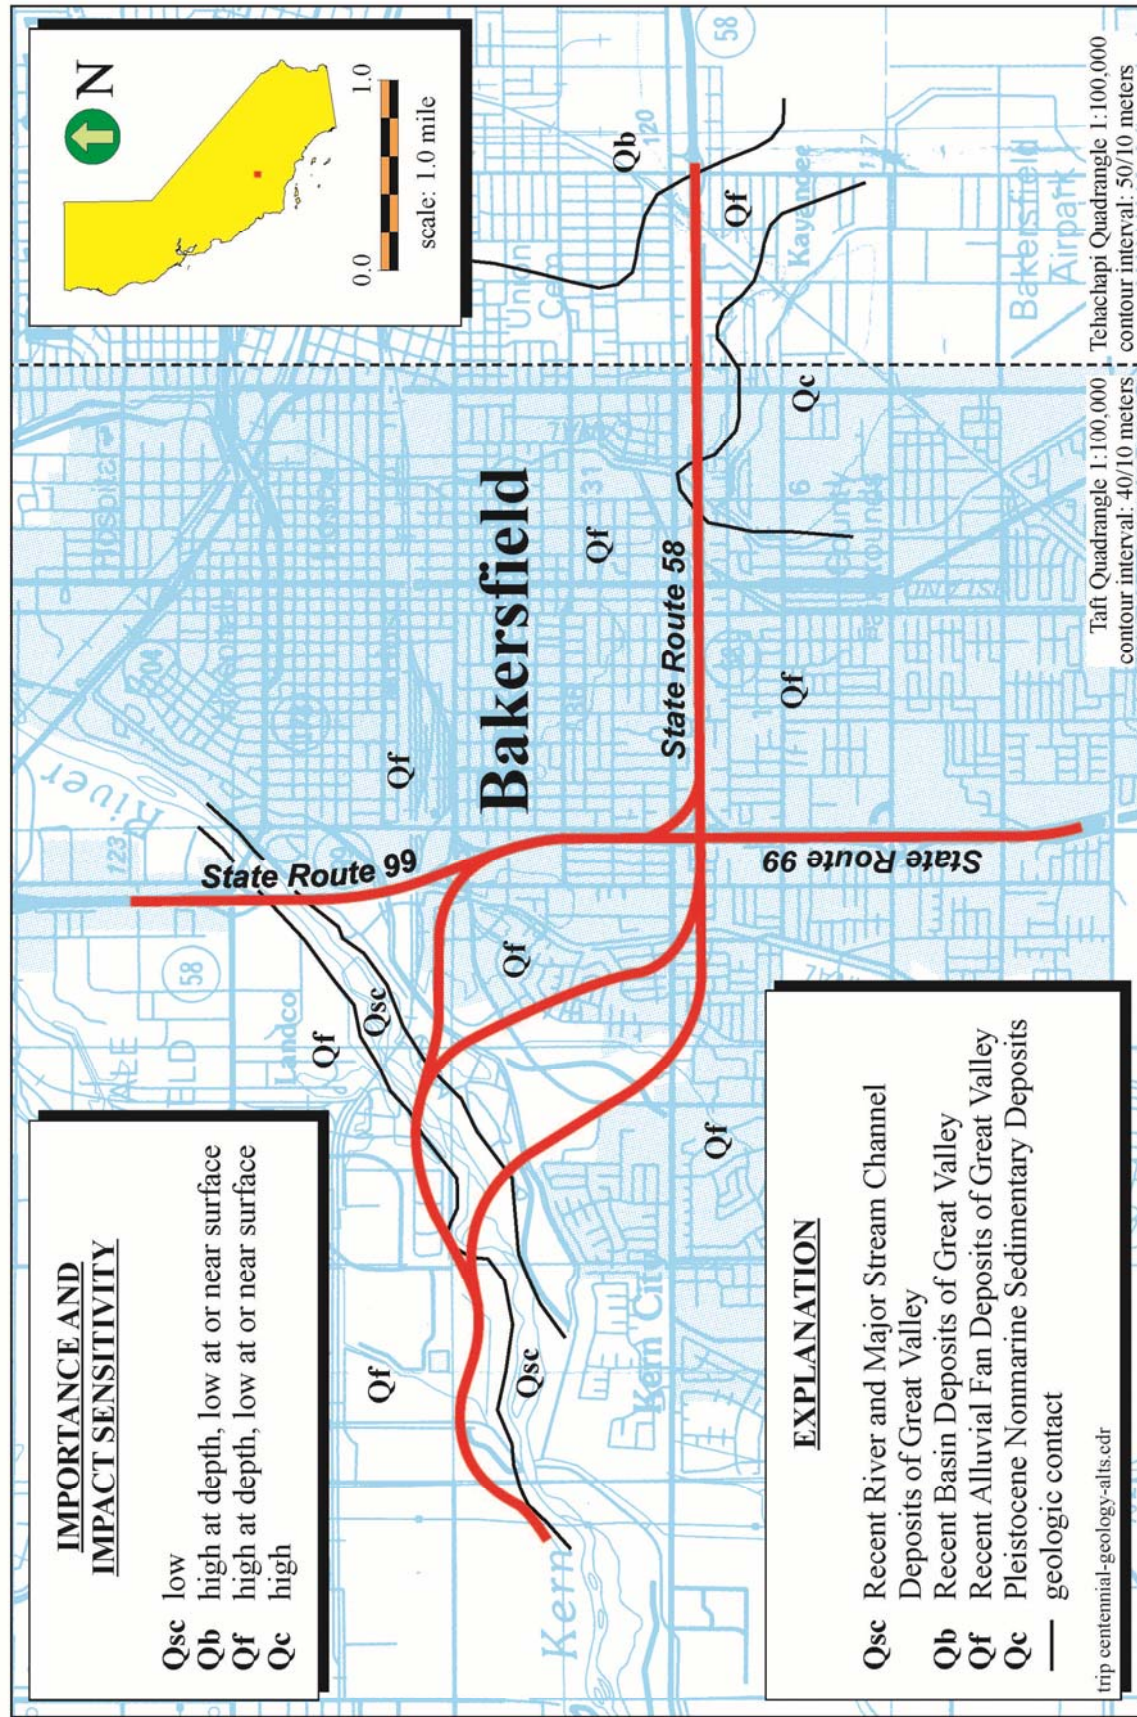 IMPORTANCE AND
IMPACT SENSITIVITY
Qsc low
Qb high at depth, low at or near surface
Qf high at depth, low at or near surface
Qc high
N
0.0 1.0
scale: 1.0 mile
58
River
204
123
State Route 99
58
Landco
Qf
Qsc
Qf
Qf
Bakersfield
Qf
Union
Cem
Qb
120
58
Qf
Qf
Qsc
Kern City
Kern
Qf
State Route 58
State Route 99
Qf
31
Qf
Qc
6
Kayengee
Bakersfield
Airpark
EXPLANATION
Qsc Recent River and Major Stream Channel
Deposits of Great Valley
Qb Recent Basin Deposits of Great Valley
Qf Recent Alluvial Fan Deposits of Great Valley
Qc Pleistocene Nonmarine Sedimentary Deposits
geologic contact
trip centennial-geology-alts.cdr
Taft Quadrangle 1:100,000
contour interval: 40/10 meters
Tehachapi Quadrangle 1:100,000
contour interval: 50/10 meters